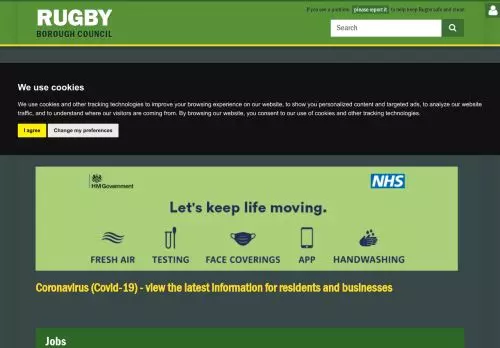 RUGBY
BOROUGH COUNCIL
If you see a problem, please report it to help keep Rugby safe and clean
Search
We use cookies
We use cookies and other tracking technologies to improve your browsing experience on our website, to show you personalized content and targeted ads, to analyze our website
traffic, and to understand where our visitors are coming from. By browsing our website, you consent to our use of cookies and other tracking technologies.
I agree
Change my preferences
HM Government
NHS
Let's keep life moving.
FRESH AIR TESTING FACE COVERINGS APP HANDWASHING
Coronavirus (Covid-19) - view the latest information for residents and businesses
Jobs